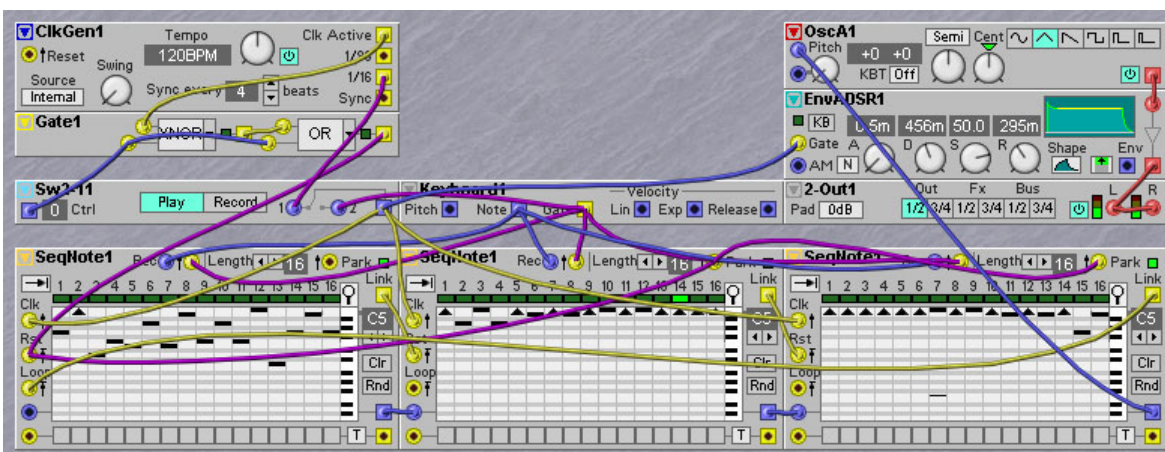 ClkGen1 Tempo Clk Active
Reset 120BPM
Swing 1/16
Source Sync every 4 beats Sync
Internal
Gate1
XNOR OR
Sw2-11
0 Ctrl Play Record 1 2
Keyboard1 Velocity
Pitch Note Gate Lin Exp Release
OscA1 Semi Cent
Pitch +0 +0
KBT Off
EnvADSR1
KB 0.5m 456m 50.0 295m
Gate A D S R Shape Env
AM N
2-Out1 Out Fx Bus L R
Pad 0dB 1/2 3/4 1/2 3/4 1/2 3/4
SeqNote1 Rec Length 16 Park
Link
1 2 3 4 5 6 7 8 9 10 11 12 13 14 15 16
Clk C5
Rst
Clr
Loop Rnd
T
SeqNote1 Rec Length 16 Park
Link
1 2 3 4 5 6 7 8 9 10 11 12 13 14 15 16
Clk C5
Rst
Clr
Loop Rnd
T
SeqNote1 Length 16 Park
Link
1 2 3 4 5 6 7 8 9 10 11 12 13 14 15 16
Clk C5
Rst
Clr
Loop Rnd
T